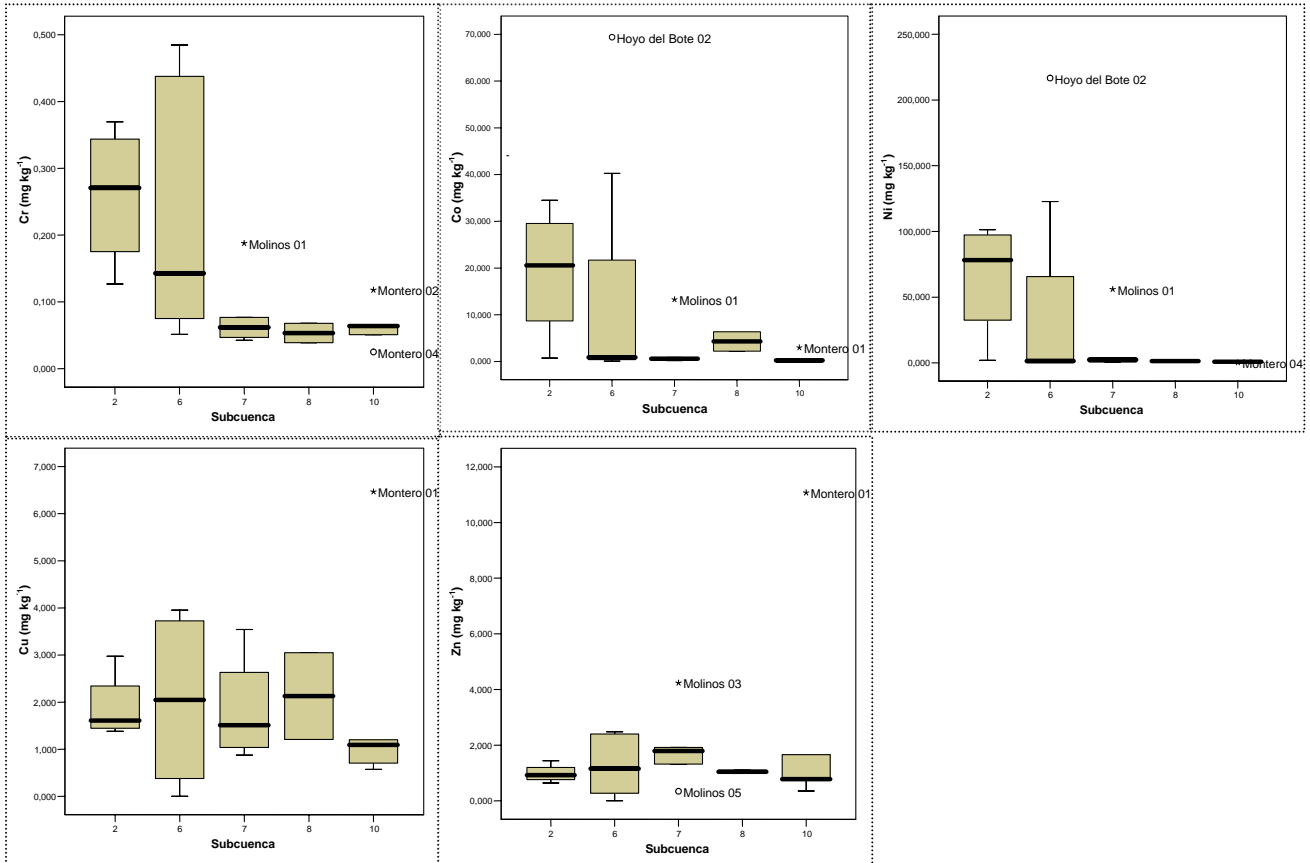 0,500
0,400
0,300
0,200
0,100
0,000
Cr (mg kg-1)
Molinos 01
Montero 02
Montero 04
2 6 7 8 10
Subcuenca
70,000
60,000
50,000
40,000
30,000
20,000
10,000
0,000
Co (mg kg-1)
Hoyo del Bote 02
Molinos 01
Montero 01
2 6 7 8 10
Subcuenca
250,000
200,000
150,000
100,000
50,000
0,000
Ni (mg kg-1)
Hoyo del Bote 02
Molinos 01
Montero 04
2 6 7 8 10
Subcuenca
7,000
6,000
5,000
4,000
3,000
2,000
1,000
0,000
Cu (mg kg-1)
Montero 01
2 6 7 8 10
Subcuenca
12,000
10,000
8,000
6,000
4,000
2,000
0,000
Zn (mg kg-1)
Montero 01
Molinos 03
Molinos 05
2 6 7 8 10
Subcuenca